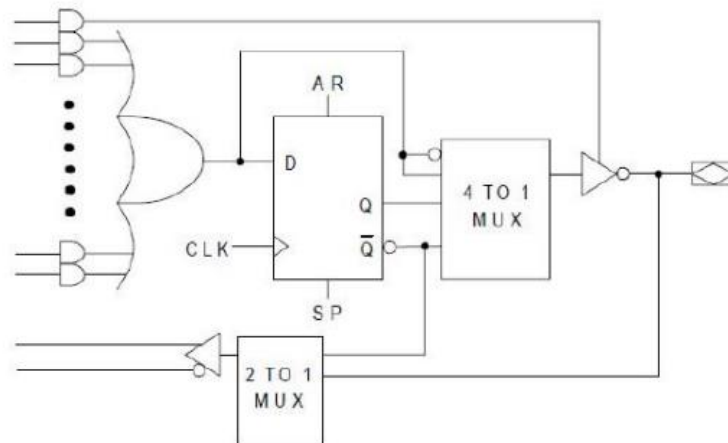 AR
D
Q
CLK
Q̅
SP
4 TO 1
MUX
2 TO 1
MUX